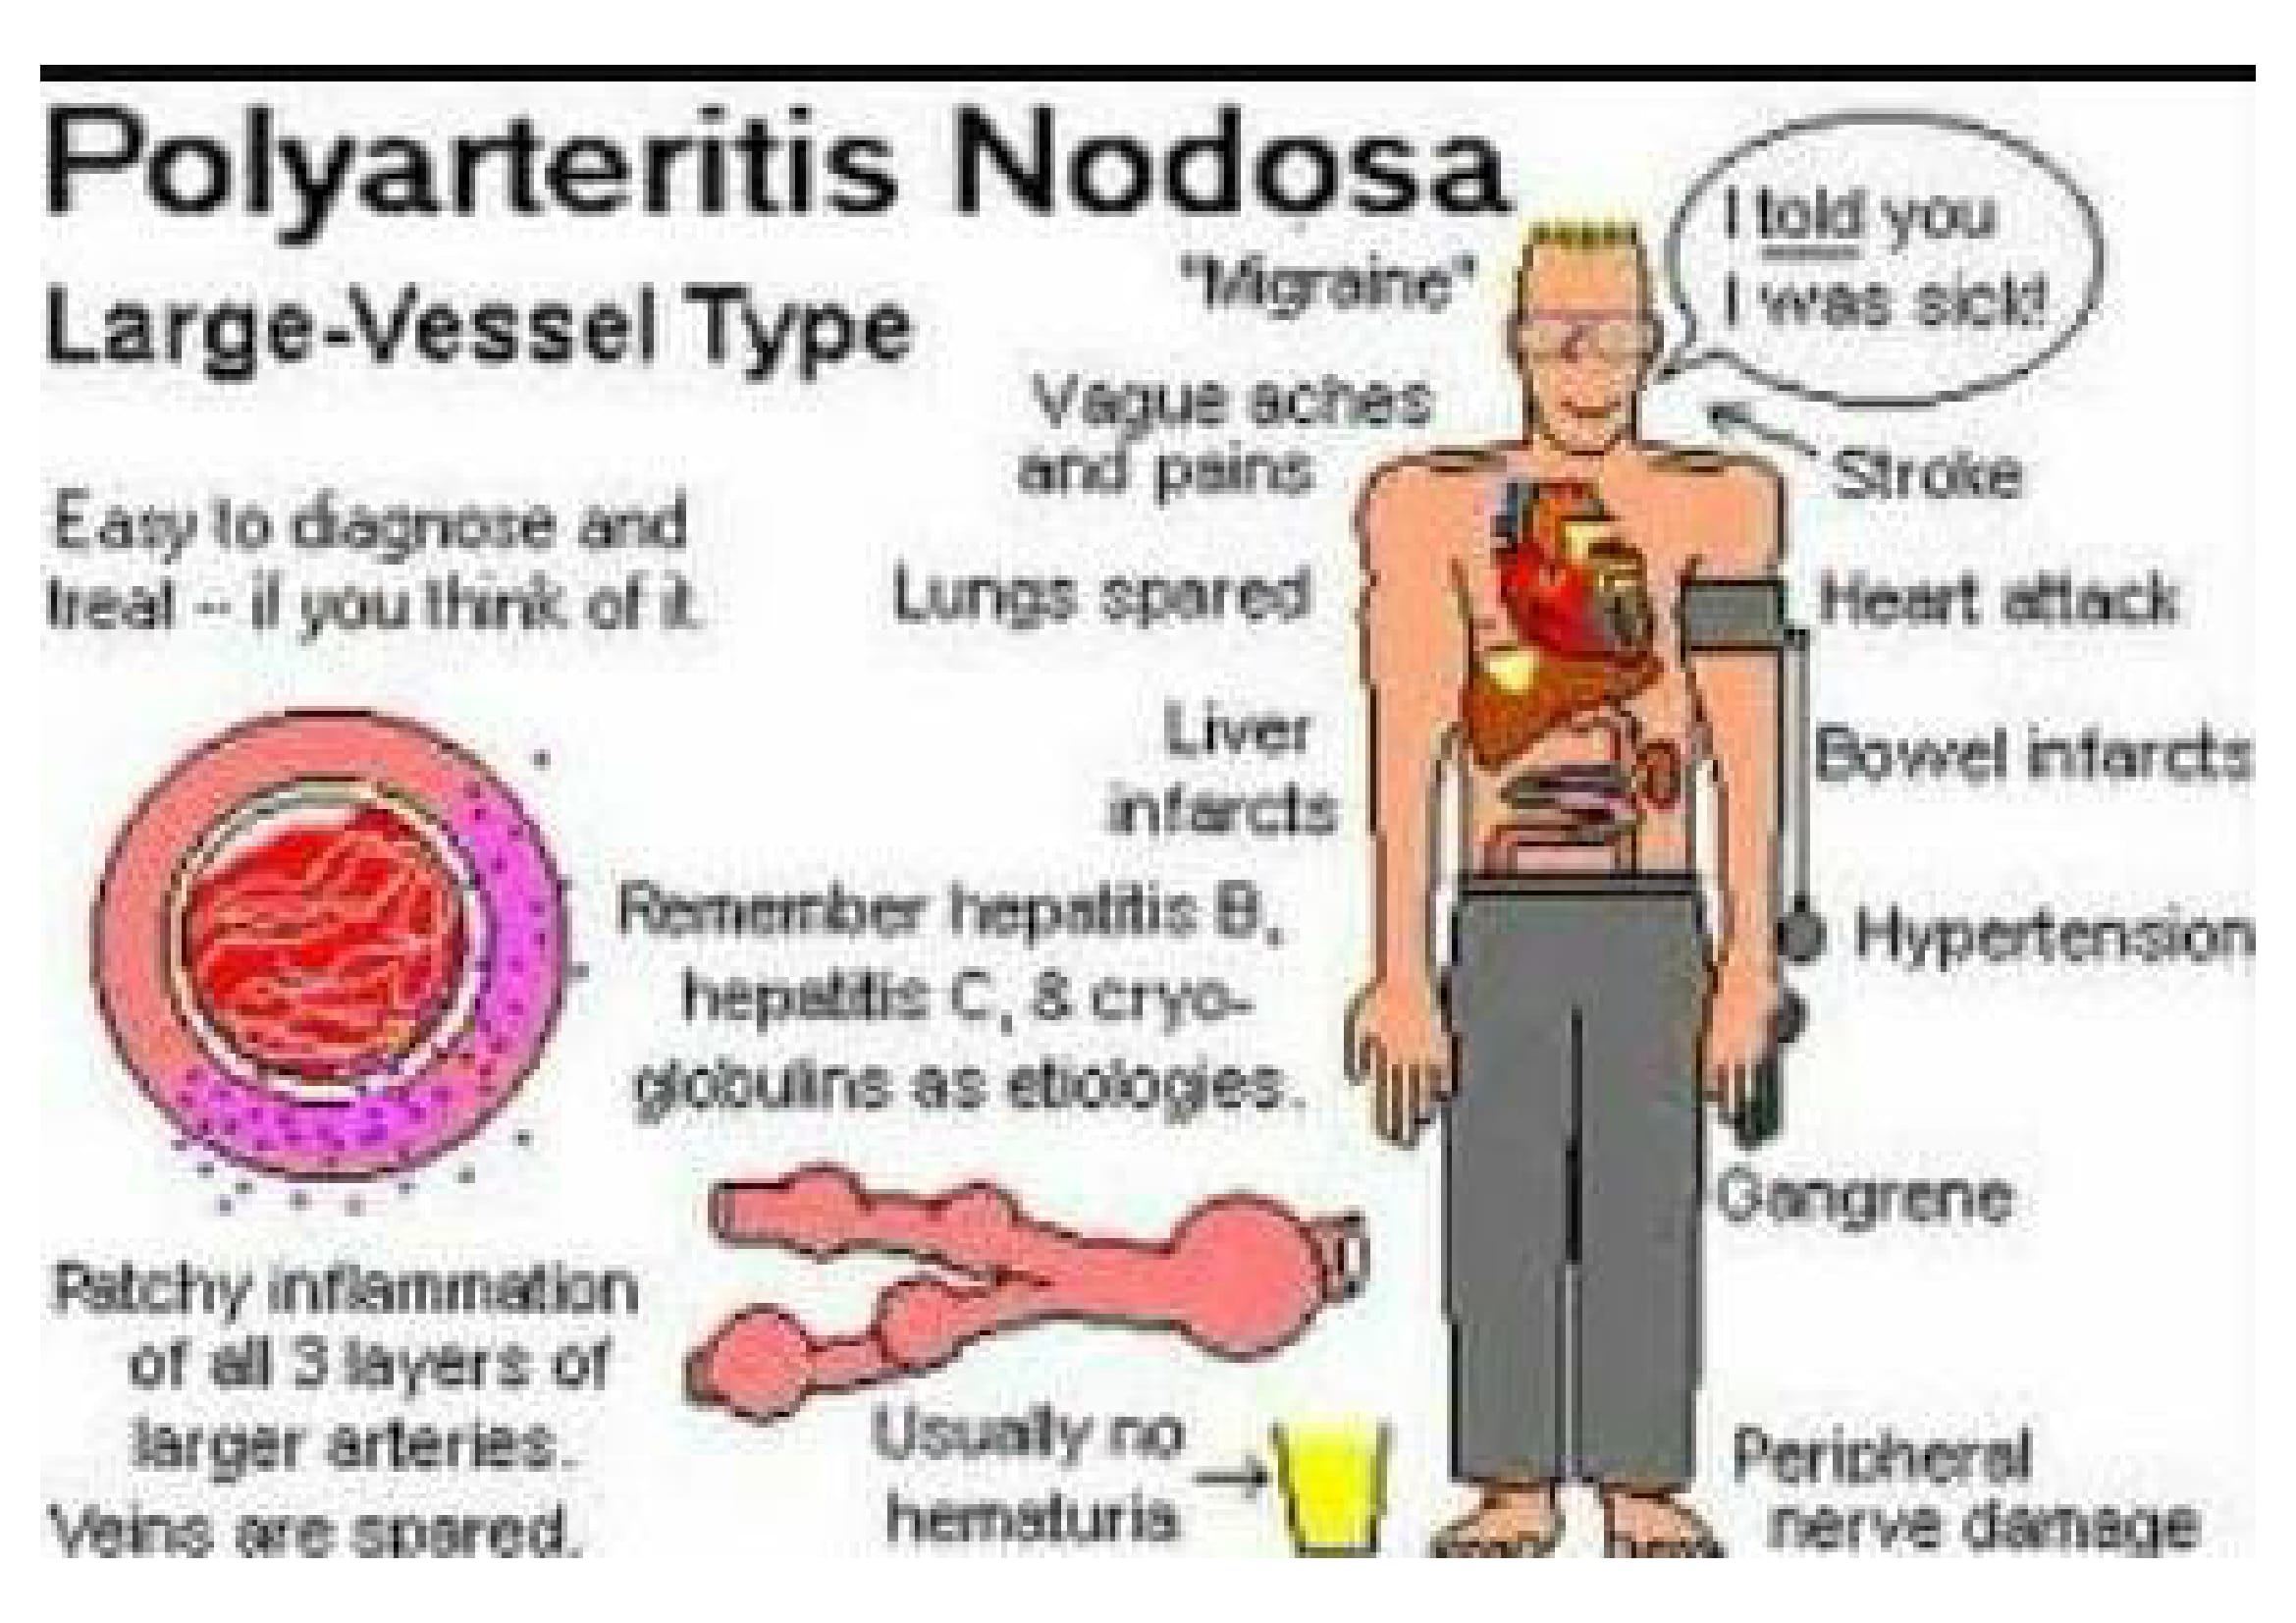 Polyarteritis Nodosa
Large-Vessel Type
I told you
I was sick!
"Migraine"
Vague aches
and pains
Stroke
Easy to diagnose and
treat -- if you think of it.
Lungs spared
Heart attack
Liver
infarcts
Bowel infarcts
Remember hepatitis B,
hepatitis C, & cryo-
globulins as etiologies.
Hypertension
Gangrene
Patchy inflammation
of all 3 layers of
larger arteries.
Veins are spared.
Usually no
hematuria
Peripheral
nerve damage